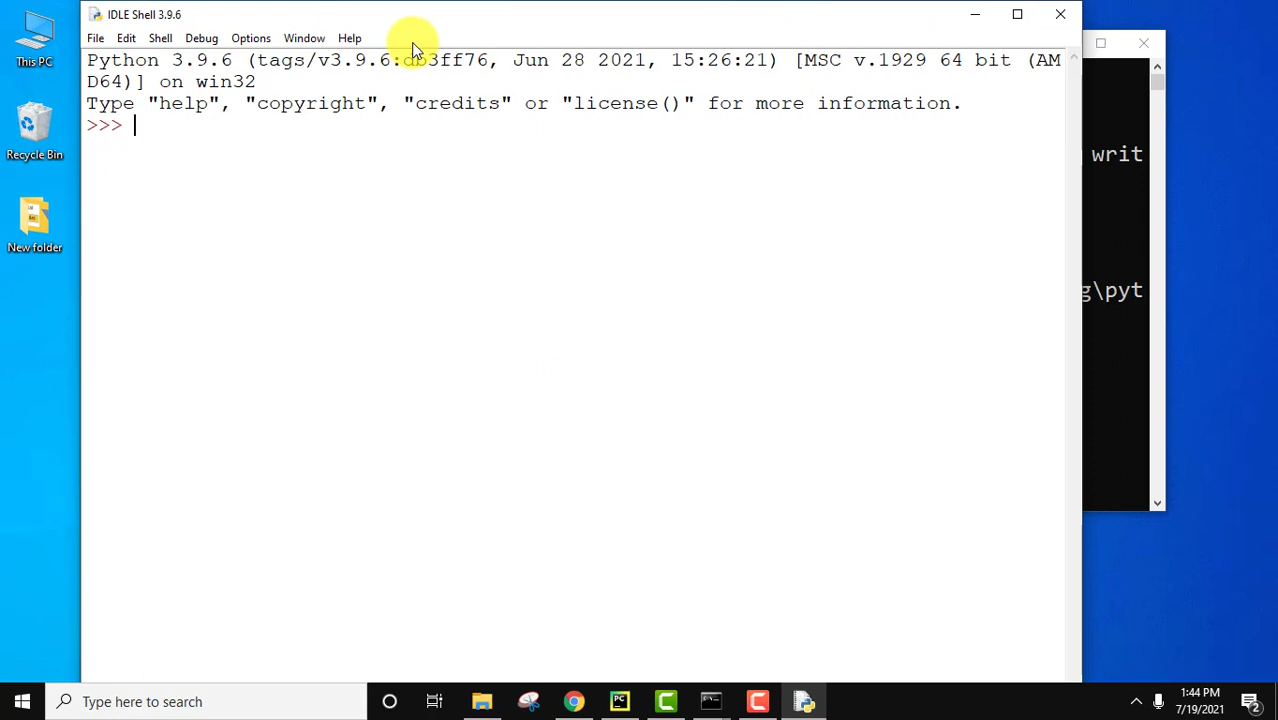 IDLE Shell 3.9.6
File Edit Shell Debug Options Window Help
Python 3.9.6 (tags/v3.9.6:db3ff76, Jun 28 2021, 15:26:21) [MSC v.1929 64 bit (AM
D64)] on win32
Type "help", "copyright", "credits" or "license()" for more information.
>>>
This PC
Recycle Bin
New folder
writ
g\pyt
PC
Type here to search
1:44 PM
7/19/2021
2